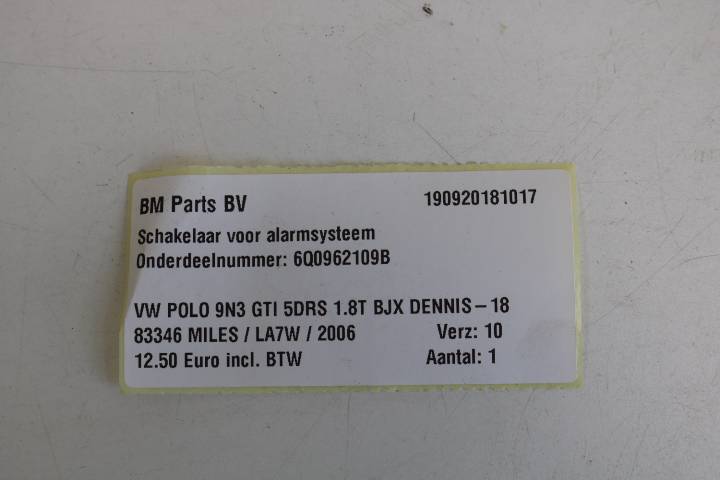 BM Parts BV 190920181017
Schakelaar voor alarmsysteem
Onderdeelnummer: 6Q0962109B
VW POLO 9N3 GTI 5DRS 1.8T BJX DENNIS-18
83346 MILES / LA7W / 2006 Verz: 10
12.50 Euro incl. BTW Aantal: 1